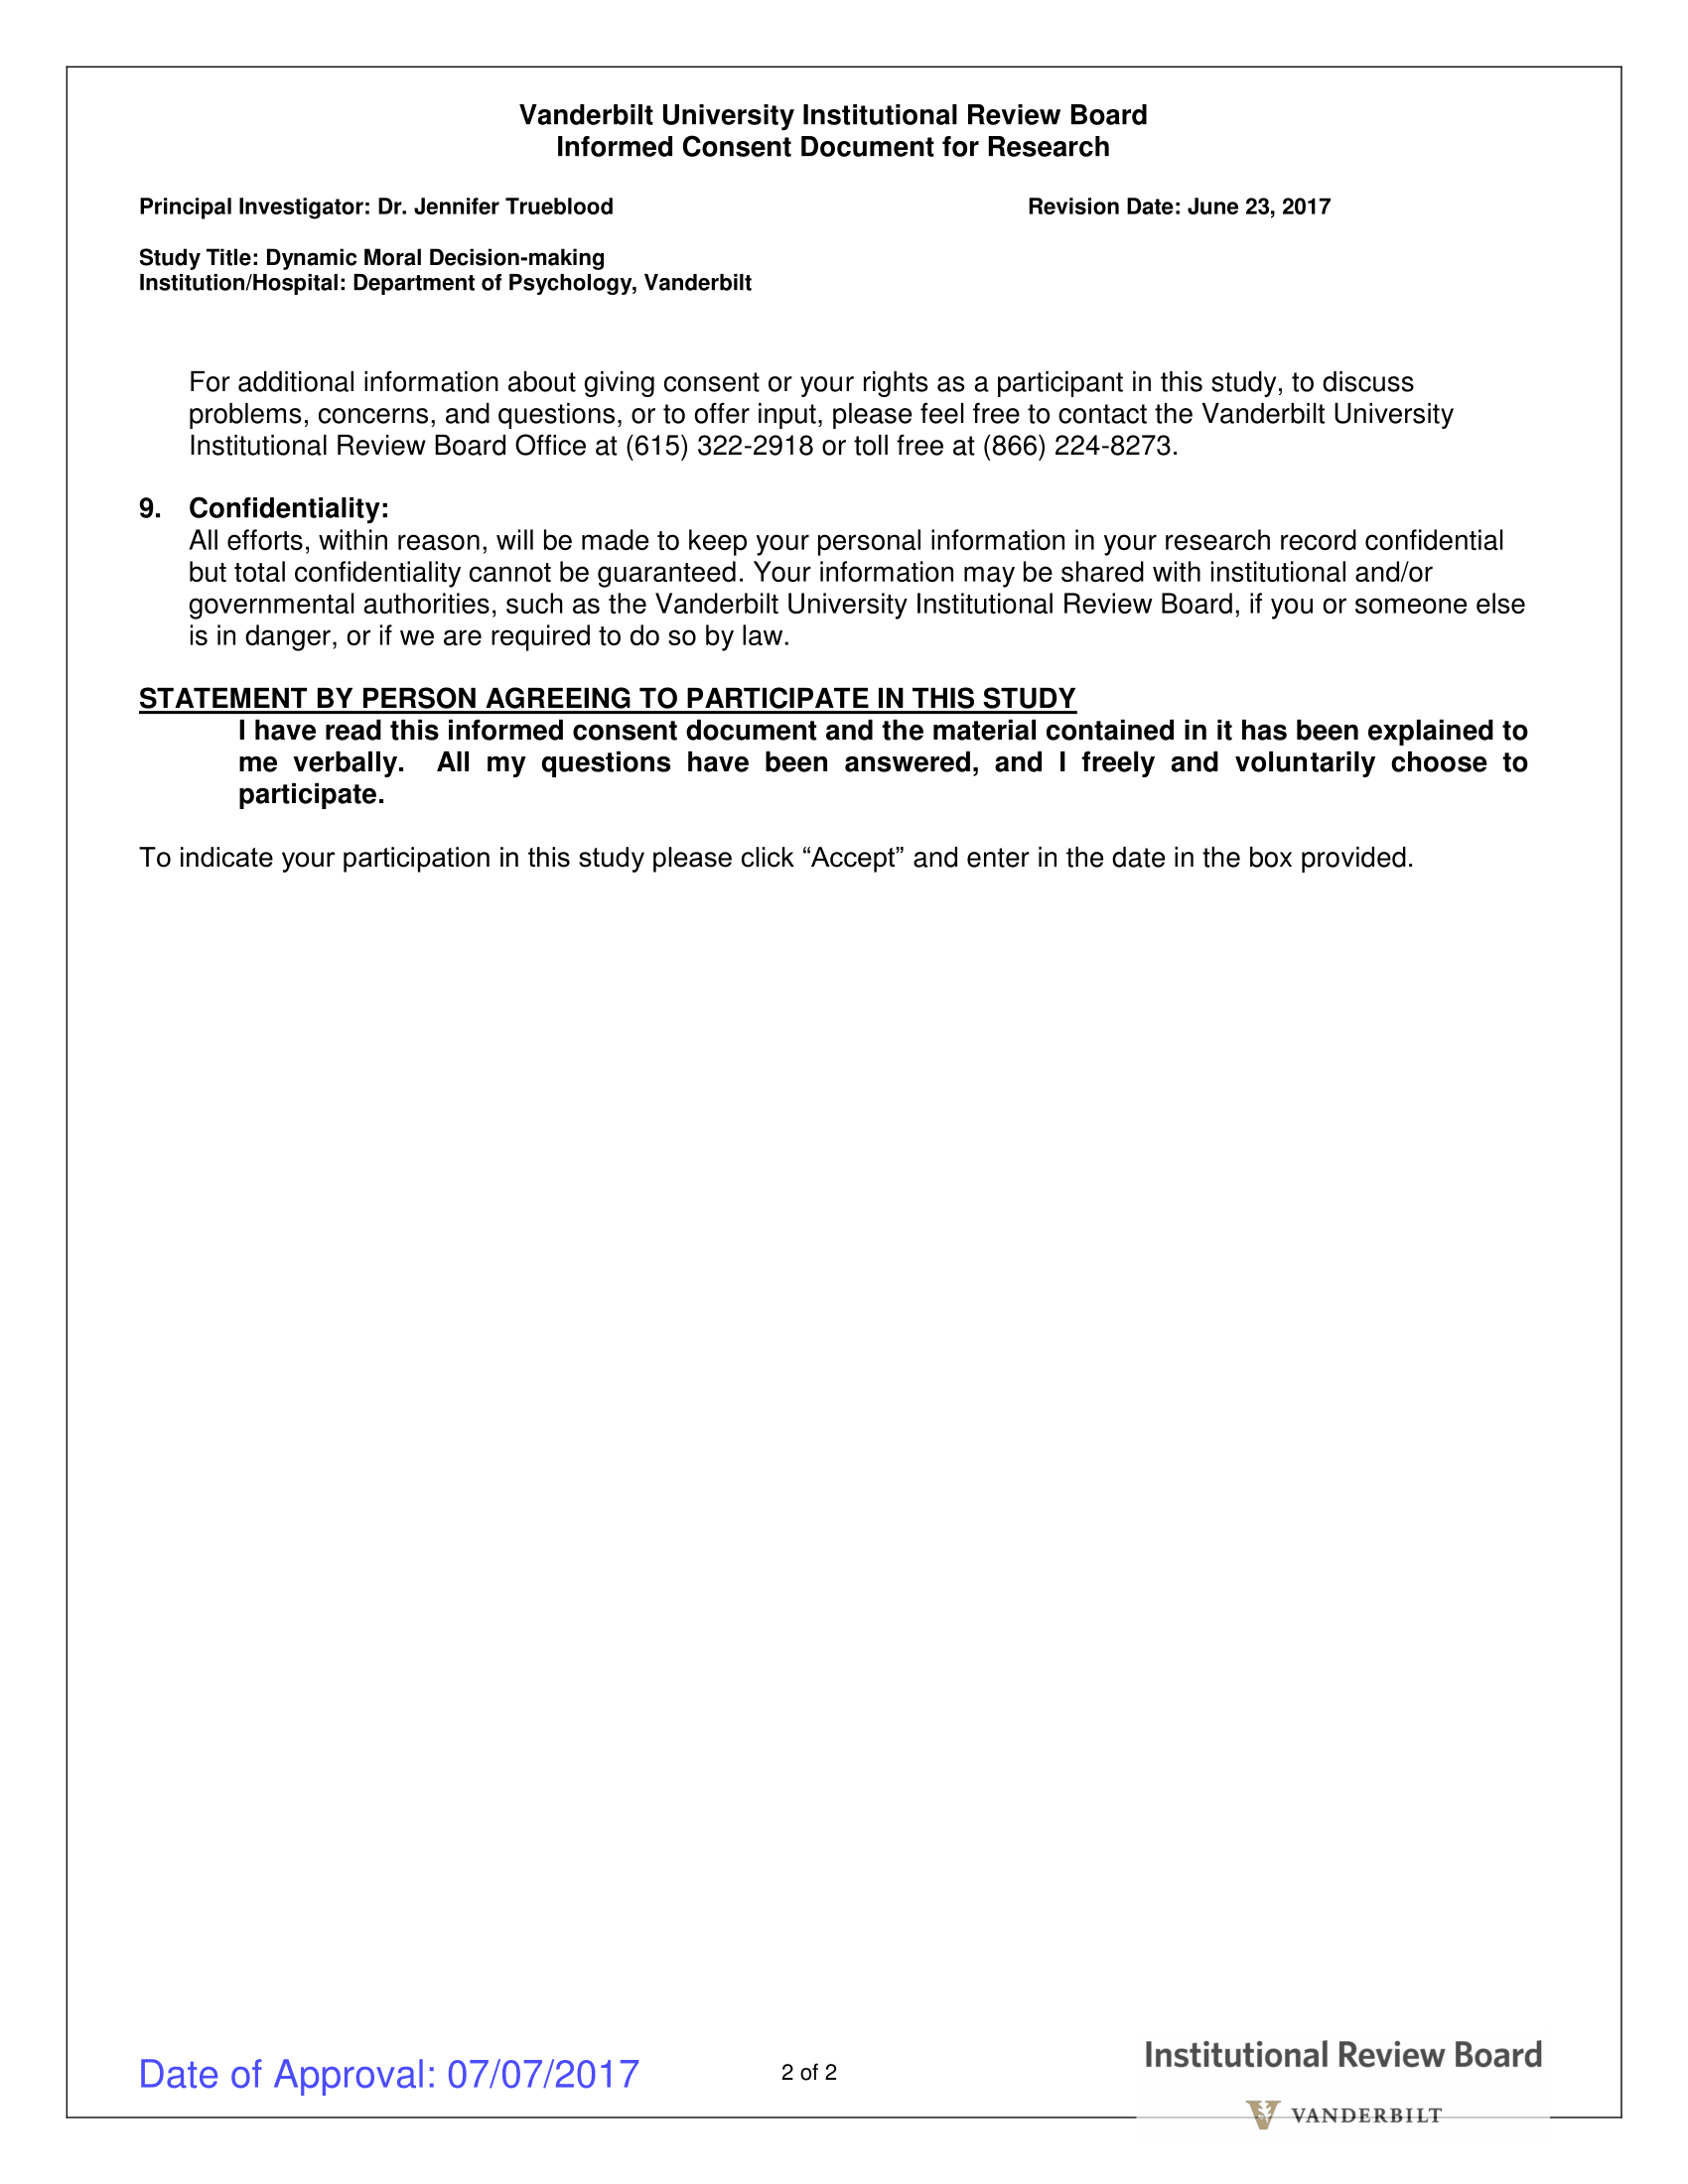 Vanderbilt University Institutional Review Board
Informed Consent Document for Research
Principal Investigator: Dr. Jennifer Trueblood Revision Date: June 23, 2017
Study Title: Dynamic Moral Decision-making
Institution/Hospital: Department of Psychology, Vanderbilt
For additional information about giving consent or your rights as a participant in this study, to discuss
problems, concerns, and questions, or to offer input, please feel free to contact the Vanderbilt University
Institutional Review Board Office at (615) 322-2918 or toll free at (866) 224-8273.
9. Confidentiality:
All efforts, within reason, will be made to keep your personal information in your research record confidential
but total confidentiality cannot be guaranteed. Your information may be shared with institutional and/or
governmental authorities, such as the Vanderbilt University Institutional Review Board, if you or someone else
is in danger, or if we are required to do so by law.
STATEMENT BY PERSON AGREEING TO PARTICIPATE IN THIS STUDY
I have read this informed consent document and the material contained in it has been explained to
me verbally. All my questions have been answered, and I freely and voluntarily choose to
participate.
To indicate your participation in this study please click “Accept” and enter in the date in the box provided.
Date of Approval: 07/07/2017
2 of 2
Institutional Review Board
VANDERBILT